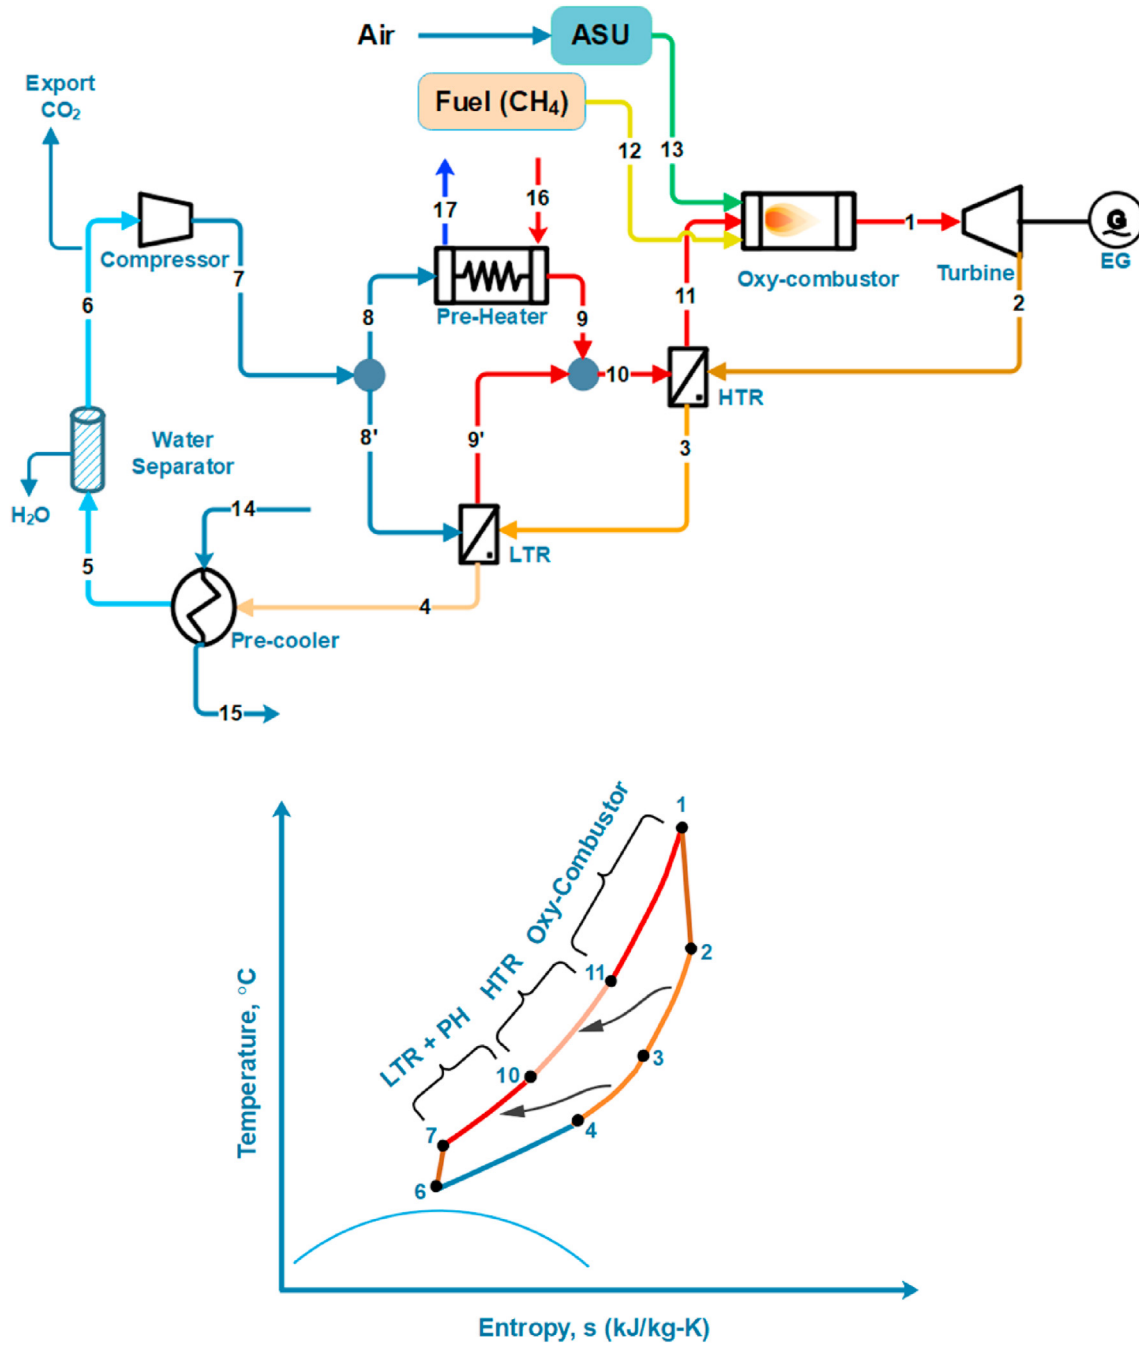 Air
ASU
Export
CO₂
Fuel (CH₄)
12
13
17
16
Compressor
7
6
Pre-Heater
8
9
Oxy-combustor
1
Turbine
G
EG
2
11
10
HTR
8'
9'
3
Water
Separator
H₂O
14
LTR
5
4
Pre-cooler
15
1
Oxy-Combustor
2
11
HTR
3
LTR + PH
10
4
7
6
Temperature, °C
Entropy, s (kJ/kg-K)